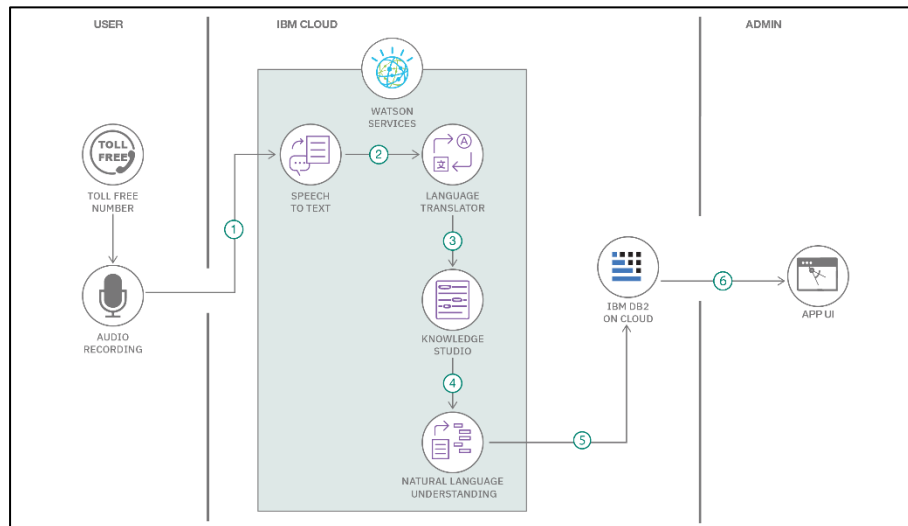 USER
IBM CLOUD
ADMIN
WATSON
SERVICES
TOLL
FREE
TOLL FREE
NUMBER
1
SPEECH
TO TEXT
2
A
文
LANGUAGE
TRANSLATOR
3
AUDIO
RECORDING
KNOWLEDGE
STUDIO
4
NATURAL LANGUAGE
UNDERSTANDING
5
IBM DB2
ON CLOUD
6
APP UI